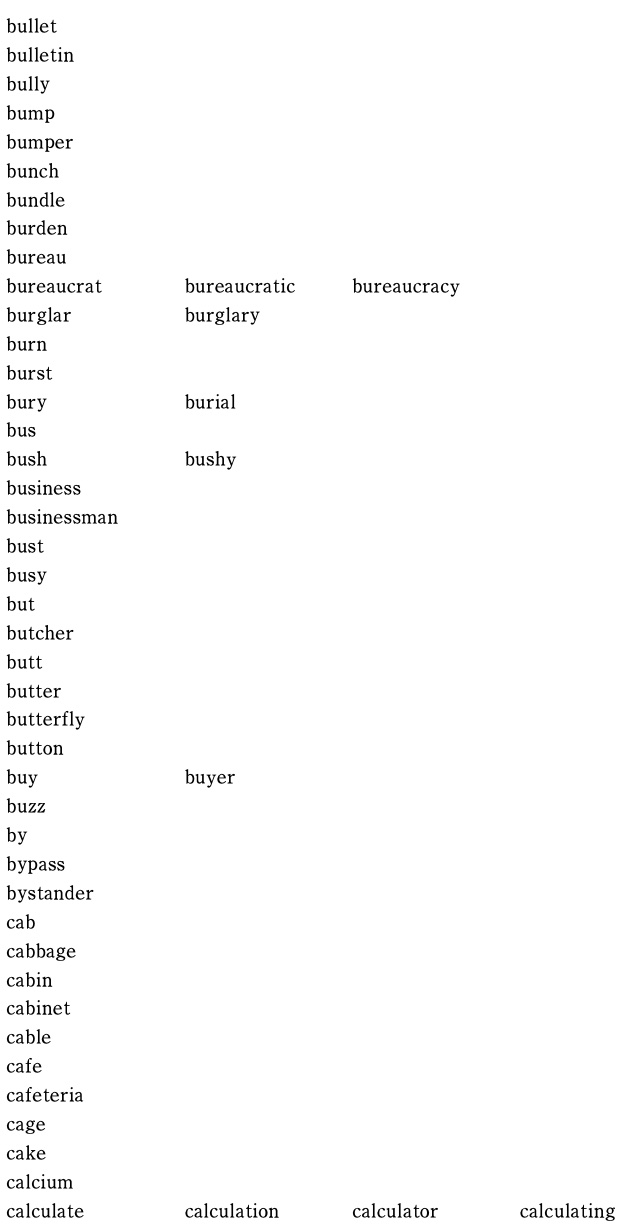 bullet
bulletin
bully
bump
bumper
bunch
bundle
burden
bureau
bureaucrat bureaucratic bureaucracy
burglar burglary
burn
burst
bury burial
bus
bush bushy
business
businessman
bust
busy
but
butcher
butt
butter
butterfly
button
buy buyer
buzz
by
bypass
bystander
cab
cabbage
cabin
cabinet
cable
cafe
cafeteria
cage
cake
calcium
calculate calculation calculator calculating